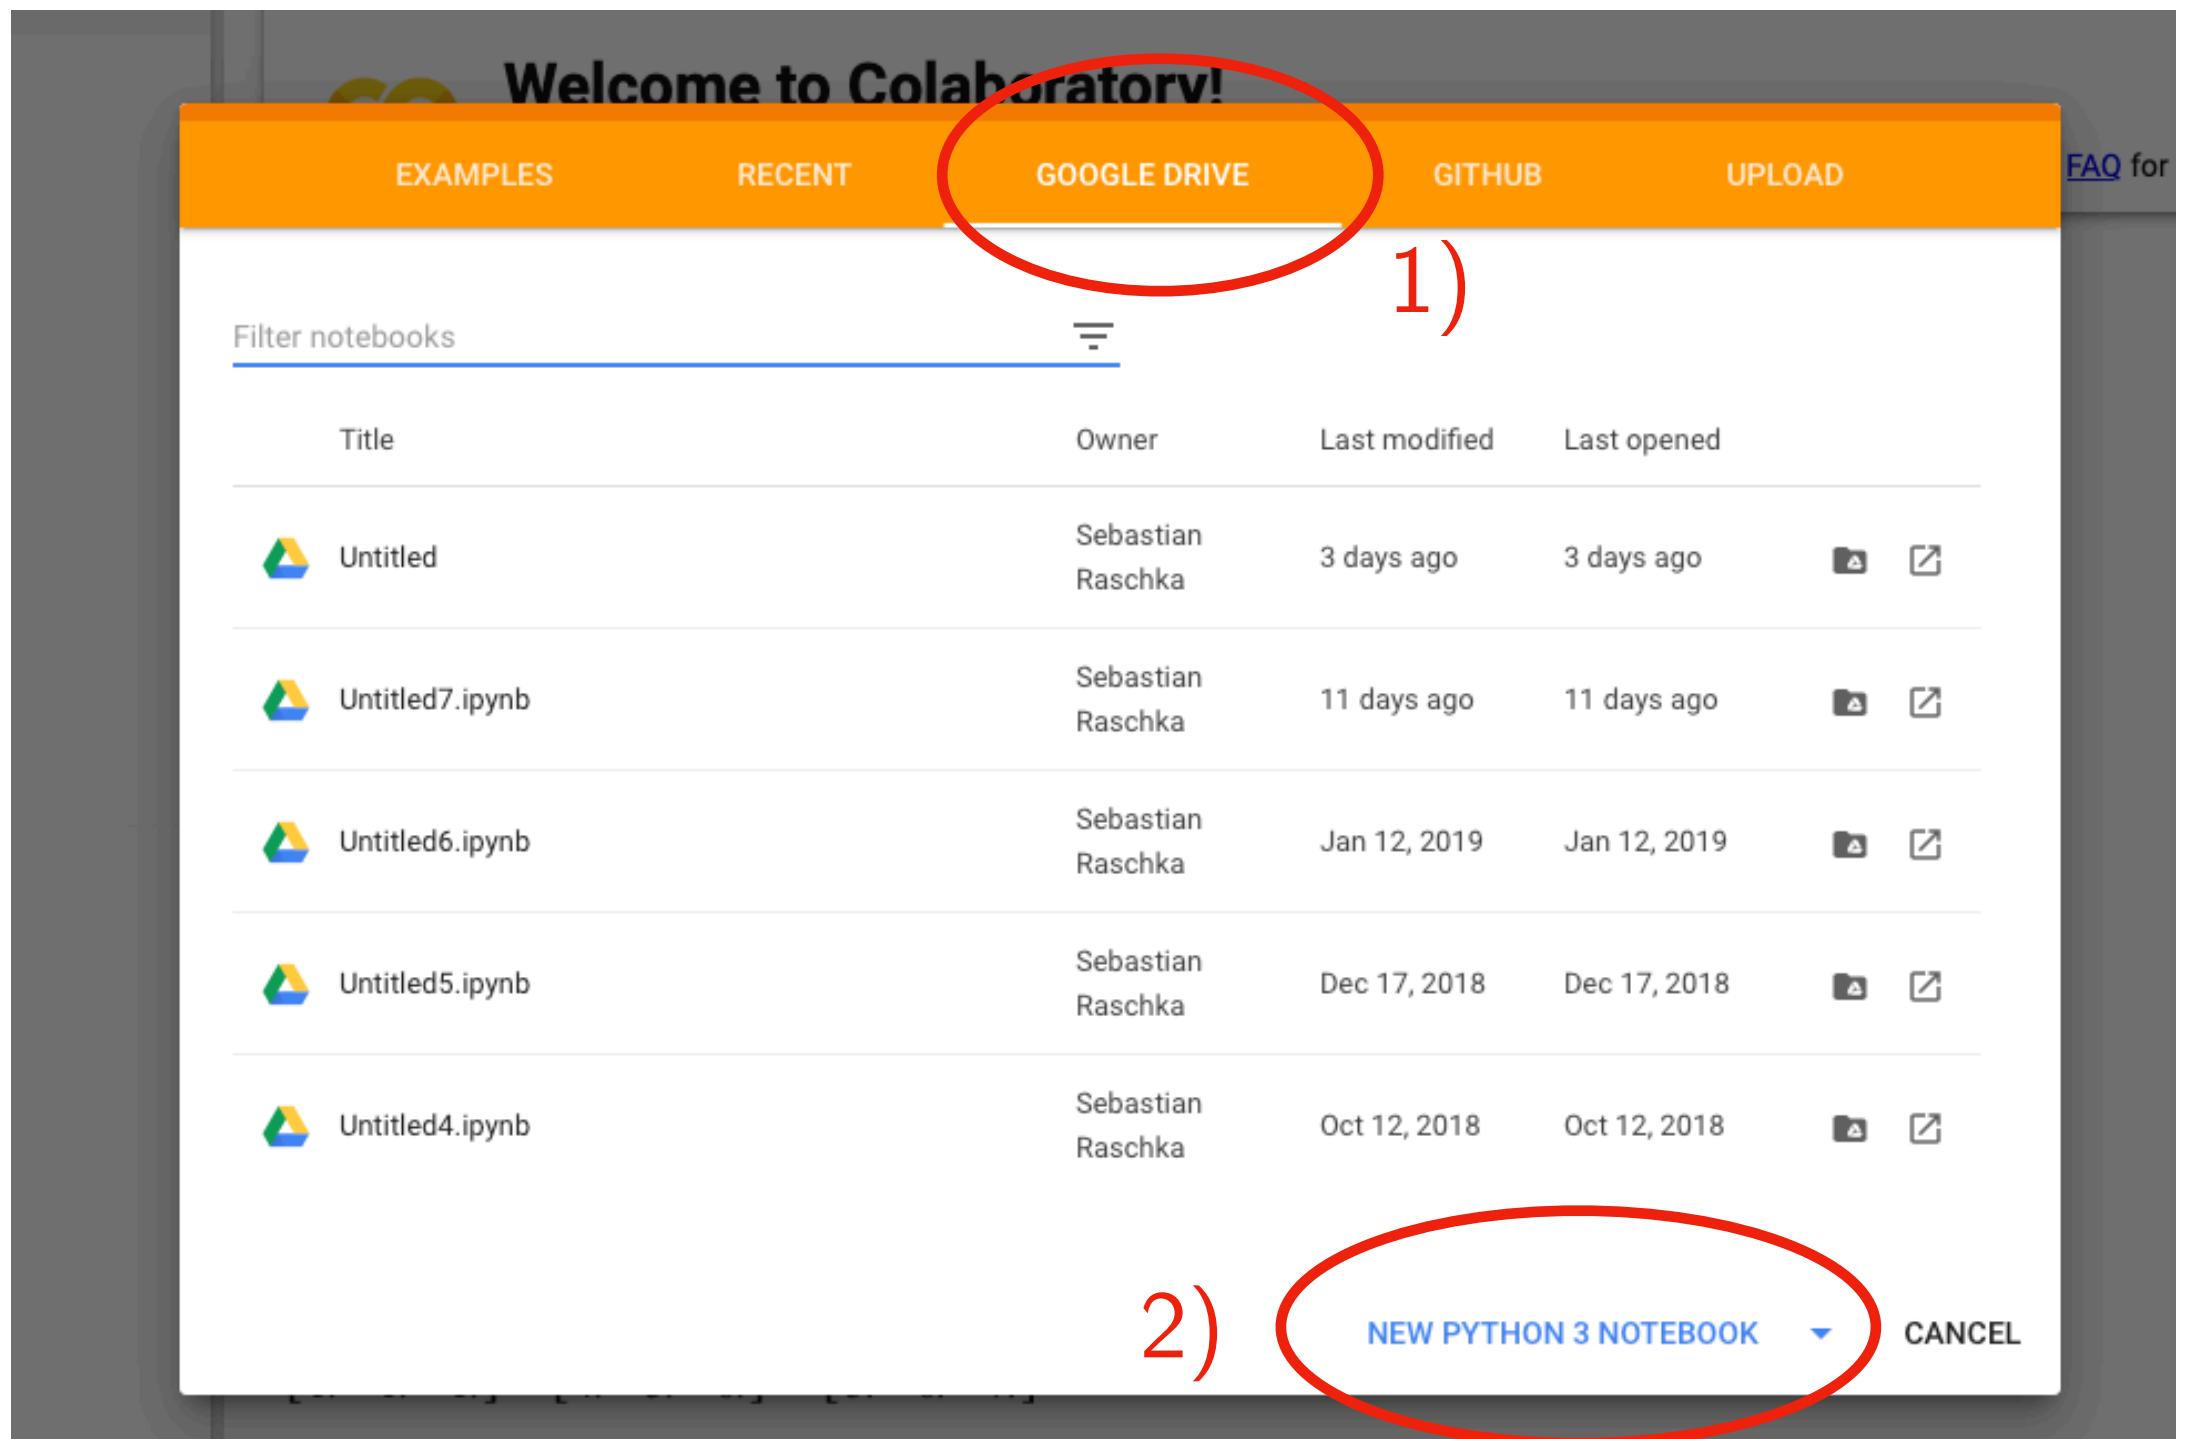 Welcome to Colaboratory!
EXAMPLES RECENT GOOGLE DRIVE GITHUB UPLOAD
FAQ for
1)
Filter notebooks
Title Owner Last modified Last opened
Untitled Sebastian Raschka 3 days ago 3 days ago
Untitled7.ipynb Sebastian Raschka 11 days ago 11 days ago
Untitled6.ipynb Sebastian Raschka Jan 12, 2019 Jan 12, 2019
Untitled5.ipynb Sebastian Raschka Dec 17, 2018 Dec 17, 2018
Untitled4.ipynb Sebastian Raschka Oct 12, 2018 Oct 12, 2018
2) NEW PYTHON 3 NOTEBOOK CANCEL